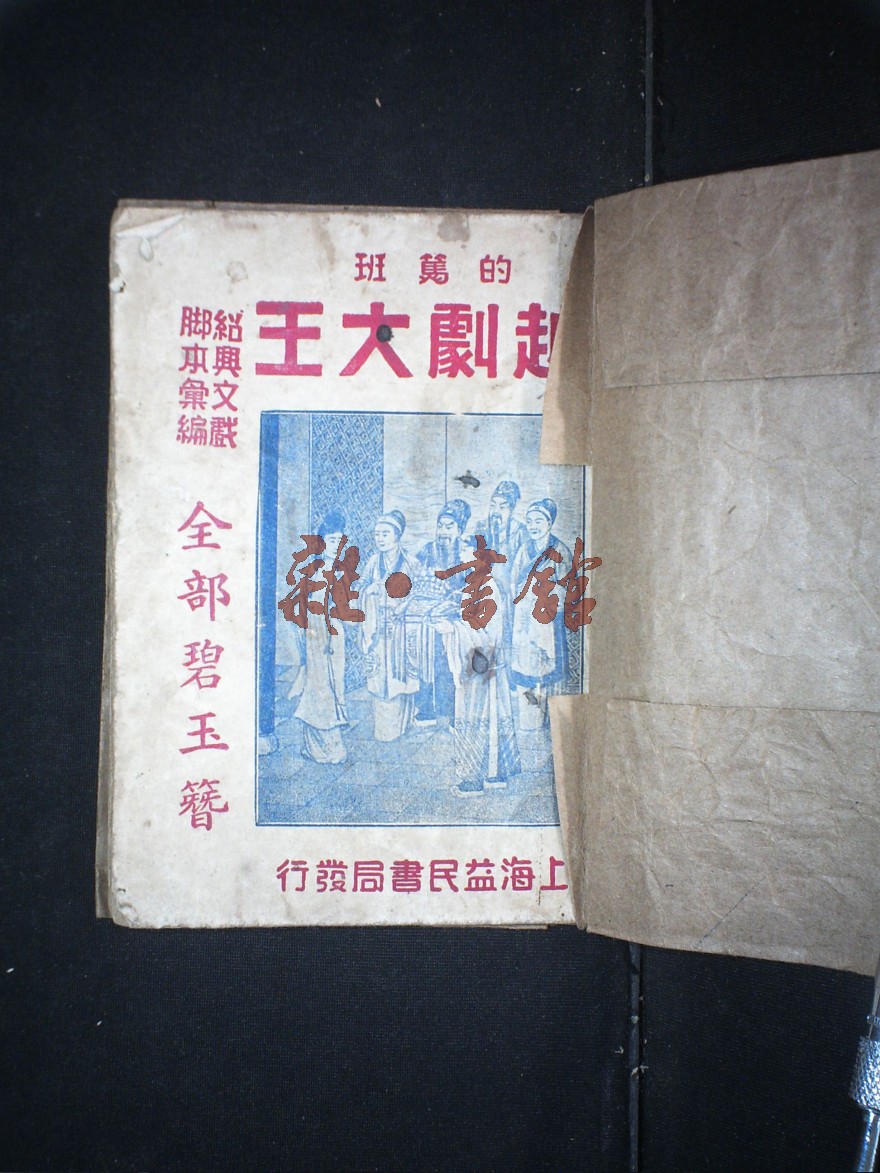 的篤班
越劇大王
紹興文戲
脚本彙編
全部碧玉簪
雜·書館
上海益民書局發行